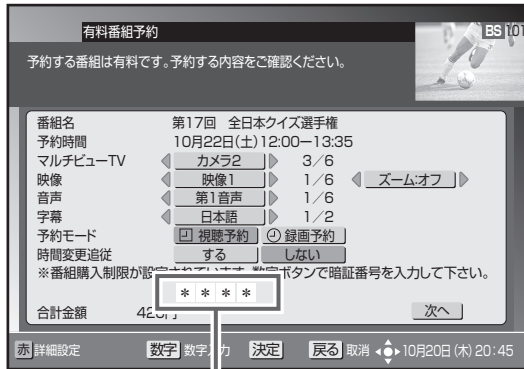 有料番組予約
BS 101
予約する番組は有料です。予約する内容をご確認ください。
番組名 第17回 全日本クイズ選手権
予約時間 10月22日(土)12:00ー13:35
マルチビューTV カメラ2 3/6
映像 映像1 1/6 ズーム:オフ
音声 第1音声 1/6
字幕 日本語 1/2
予約モード 視聴予約 録画予約
時間変更追従 する しない
※番組購入制限が設定されています。数字ボタンで暗証番号を入力して下さい。
* * * *
合計金額 420円 次へ
赤 詳細設定 数字 数字入力 決定 戻る 取消 10月20日(木)20:45